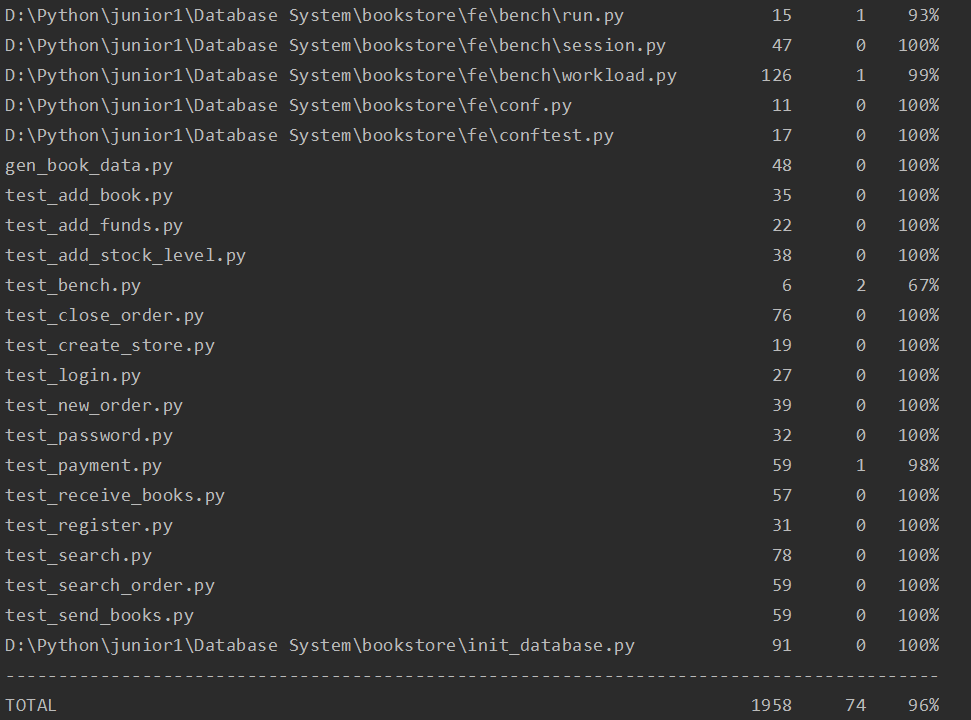 D:\Python\junior1\Database System\bookstore\fe\bench\run.py 15 1 93%
D:\Python\junior1\Database System\bookstore\fe\bench\session.py 47 0 100%
D:\Python\junior1\Database System\bookstore\fe\bench\workload.py 126 1 99%
D:\Python\junior1\Database System\bookstore\fe\conf.py 11 0 100%
D:\Python\junior1\Database System\bookstore\fe\conftest.py 17 0 100%
gen_book_data.py 48 0 100%
test_add_book.py 35 0 100%
test_add_funds.py 22 0 100%
test_add_stock_level.py 38 0 100%
test_bench.py 6 2 67%
test_close_order.py 76 0 100%
test_create_store.py 19 0 100%
test_login.py 27 0 100%
test_new_order.py 39 0 100%
test_password.py 32 0 100%
test_payment.py 59 1 98%
test_receive_books.py 57 0 100%
test_register.py 31 0 100%
test_search.py 78 0 100%
test_search_order.py 59 0 100%
test_send_books.py 59 0 100%
D:\Python\junior1\Database System\bookstore\init_database.py 91 0 100%
-----------------------------------------------------------------------------------------
TOTAL 1958 74 96%